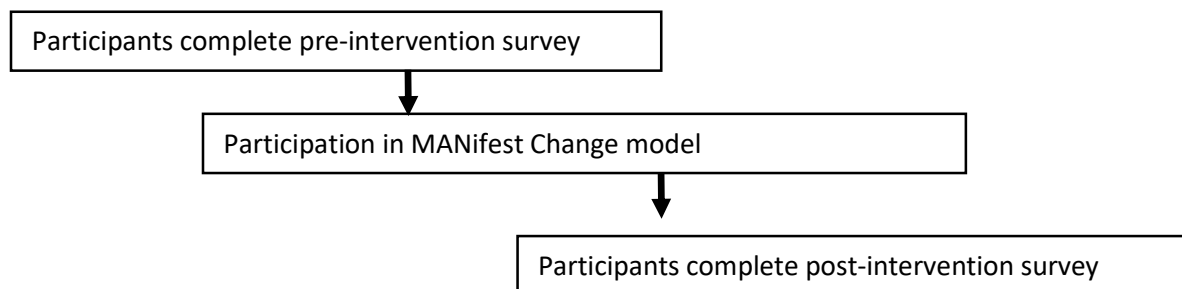 Participants complete pre-intervention survey
Participation in MANifest Change model
Participants complete post-intervention survey